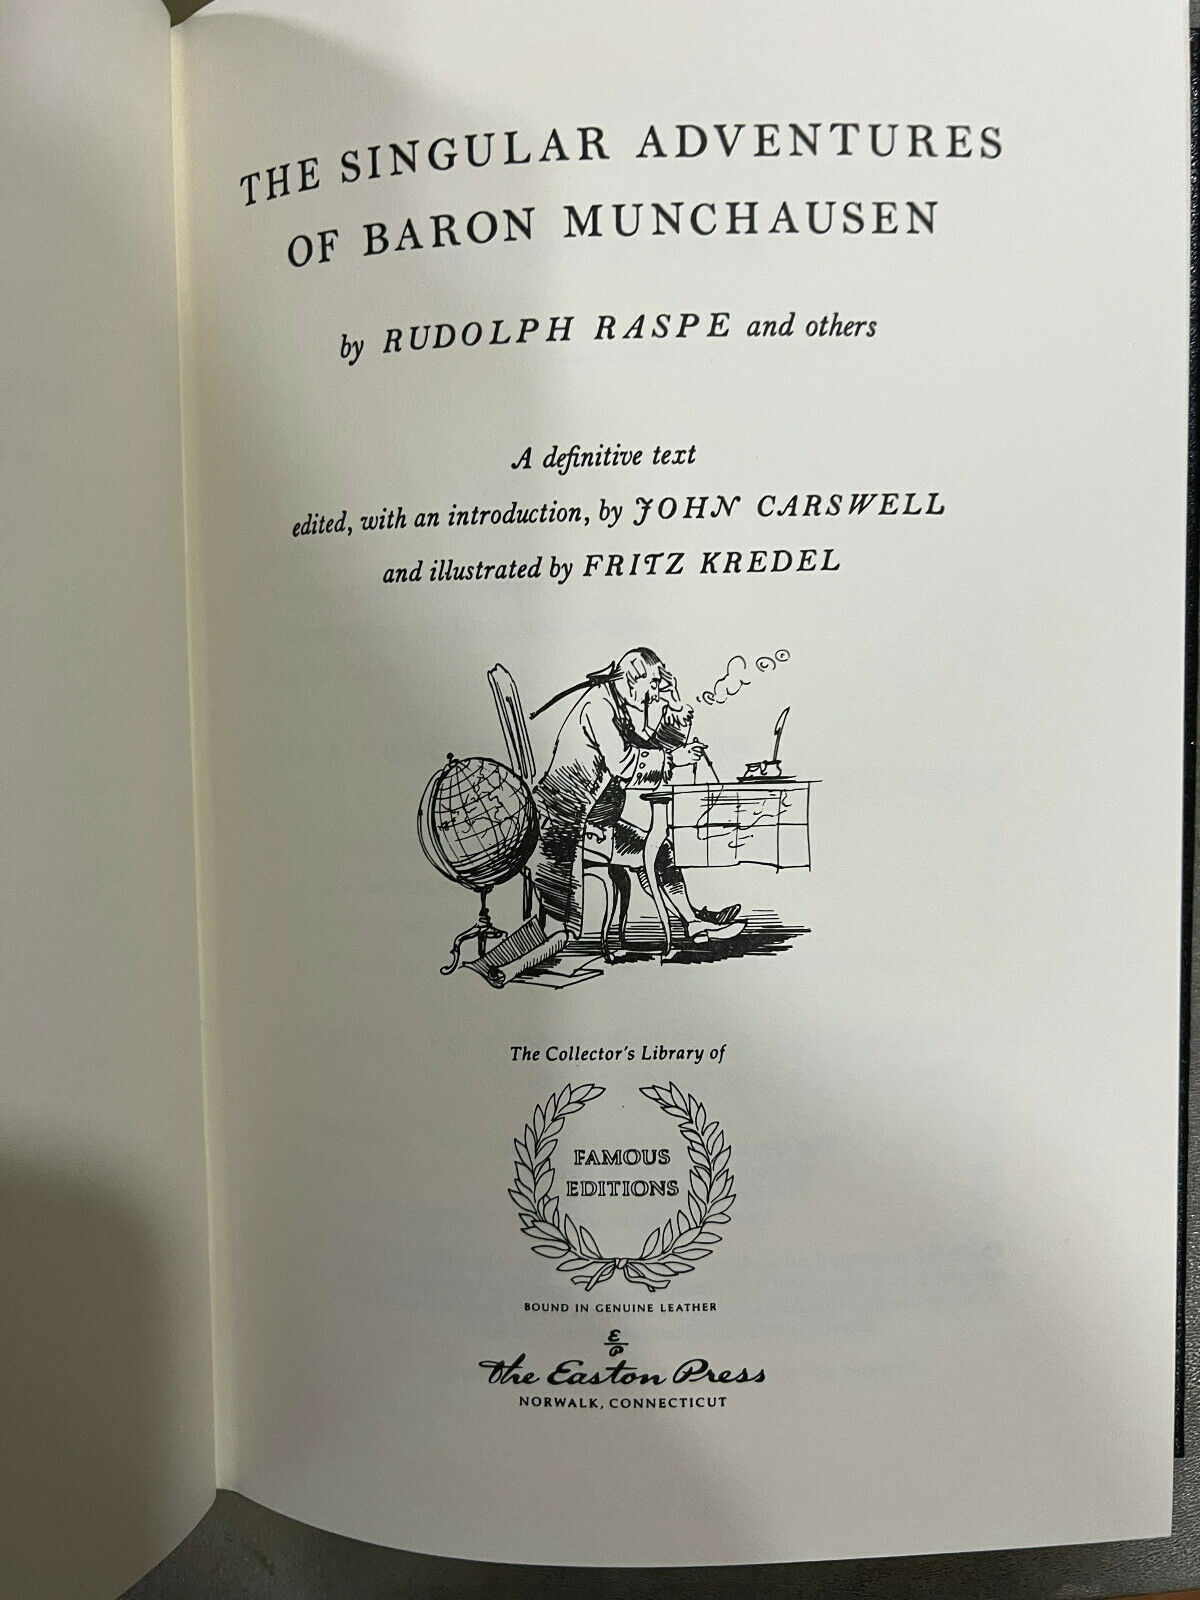 THE SINGULAR ADVENTURES
OF BARON MUNCHAUSEN
by RUDOLPH RASPE and others
A definitive text
edited, with an introduction, by JOHN CARSWELL
and illustrated by FRITZ KREDEL
The Collector's Library of
FAMOUS
EDITIONS
BOUND IN GENUINE LEATHER
E
P
The Easton Press
NORWALK, CONNECTICUT